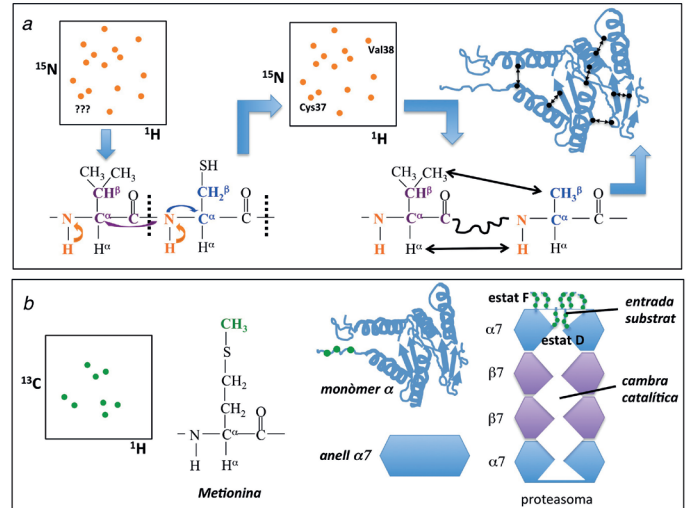 a
15N
???
1H
15N
Val38
Cys37
1H
CH3
CH3
CHβ
O
N
Cα
C
H
Hα
SH
CH2β
O
N
Cα
C
H
Hα
CH3
CH3
CHβ
O
N
Cα
C
H
Hα
CH3β
O
N
Cα
C
H
Hα
b
13C
1H
CH3
S
CH2
CH2
O
N
Cα
C
H
Hα
Metionina
monòmer α
anell α7
estat F
entrada
substrat
α7
estat D
β7
cambra
catalítica
β7
α7
proteasoma